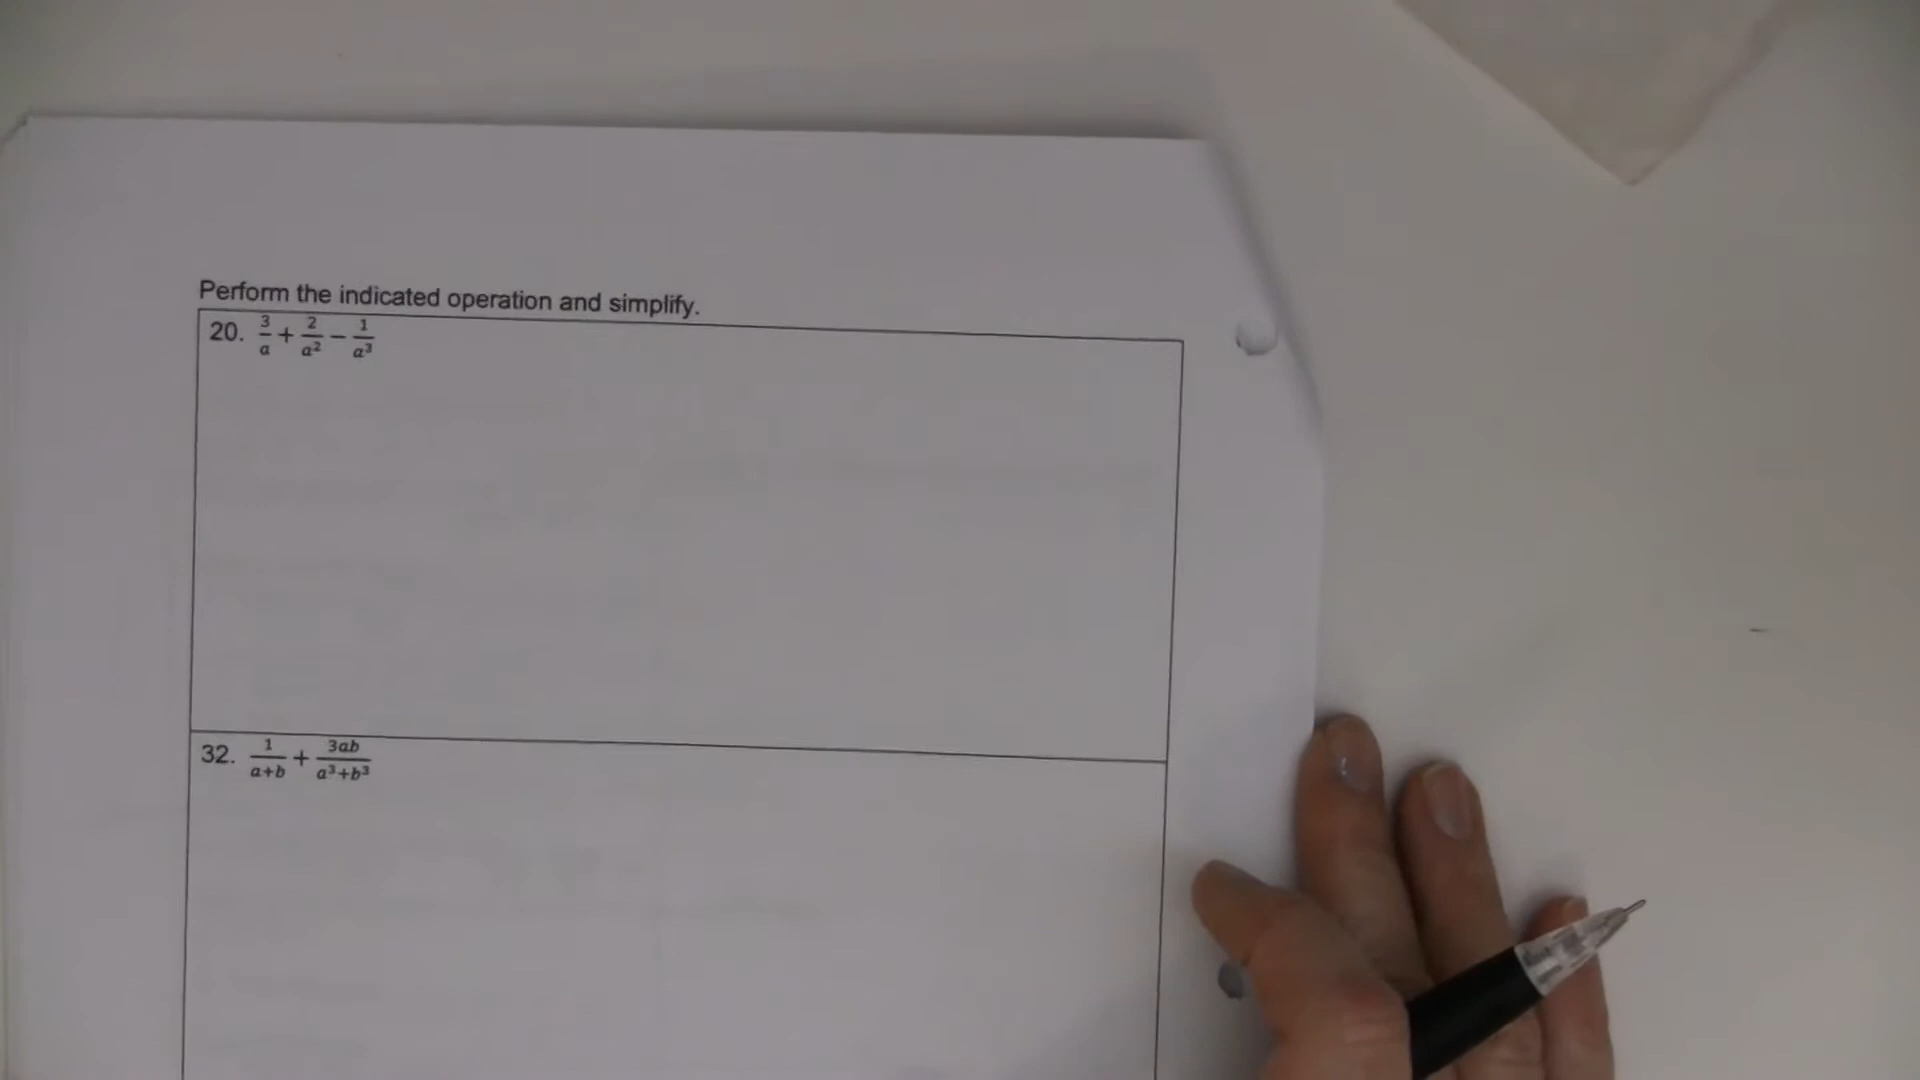 Perform the indicated operation and simplify.
20. 3/a + 2/a² − 1/a³
32. 1/(a+b) + 3ab/(a³+b³)